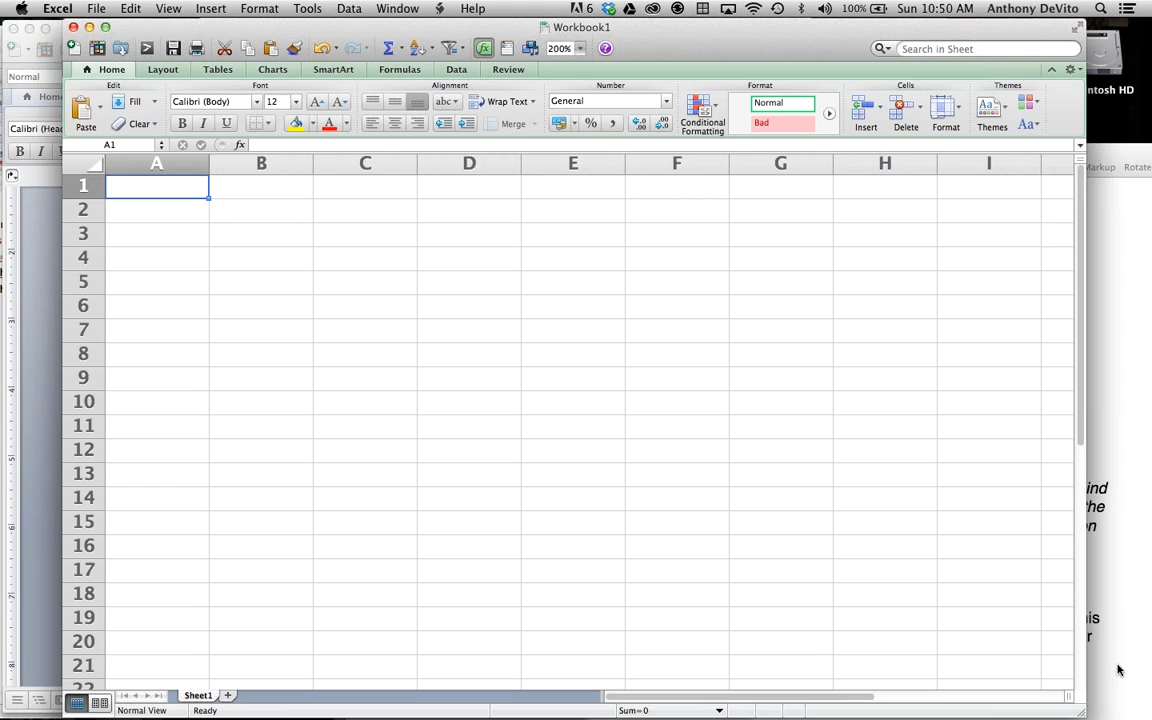 Excel File Edit View Insert Format Tools Data Window Help 6 100% Sun 10:50 AM Anthony DeVito
Workbook1
200% Search in Sheet
Home Layout Tables Charts SmartArt Formulas Data Review
Edit Font Alignment Number Format Cells Themes
Paste Fill Calibri (Body) 12 A A abc Wrap Text General Conditional Formatting Normal Insert Delete Format Themes Aa
Clear B I U A Merge % , Bad Aa
A1 fx
A B C D E F G H I
1
2
3
4
5
6
7
8
9
10
11
12
13
14
15
16
17
18
19
20
21
22
Sheet1
Normal View Ready Sum=0
Normal
Home
Calibri (Hea
B I
ntosh HD
Markup Rotate
ind
the
on
is
r